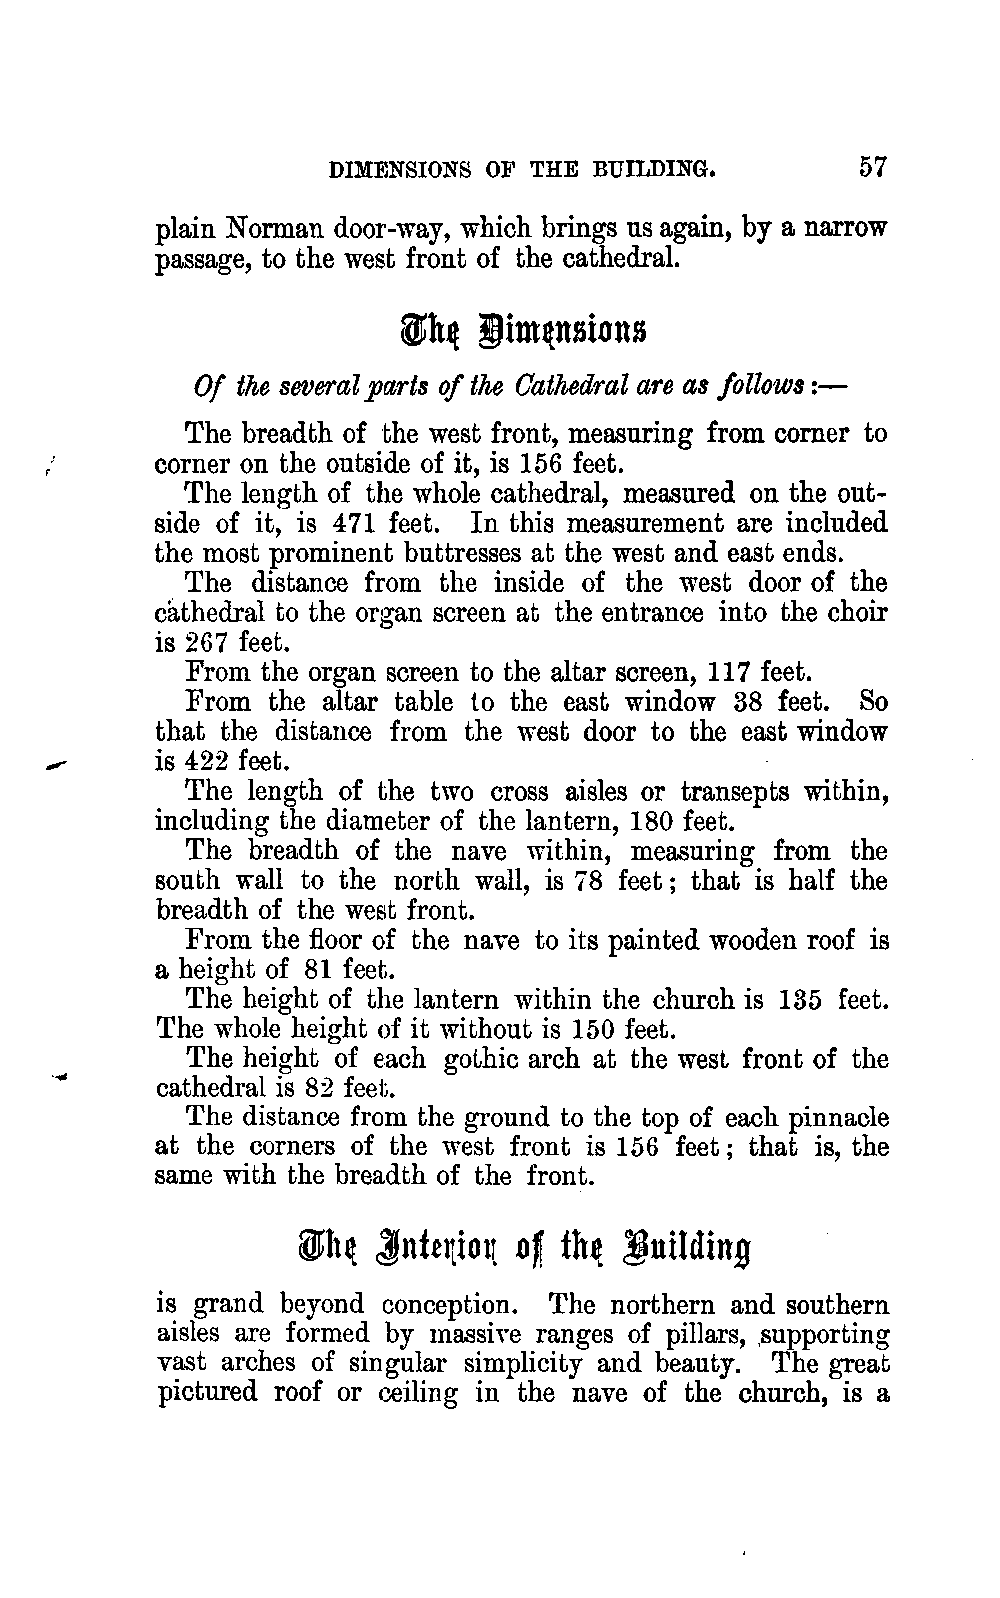 DIMENSIONS OF THE BUILDING. 57
plain Norman door-way, which brings us again, by a narrow
passage, to the west front of the cathedral.
The Dimensions
Of the several parts of the Cathedral are as follows :—
The breadth of the west front, measuring from corner to
corner on the outside of it, is 156 feet.
The length of the whole cathedral, measured on the out-
side of it, is 471 feet. In this measurement are included
the most prominent buttresses at the west and east ends.
The distance from the inside of the west door of the
cathedral to the organ screen at the entrance into the choir
is 267 feet.
From the organ screen to the altar screen, 117 feet.
From the altar table to the east window 38 feet. So
that the distance from the west door to the east window
is 422 feet.
The length of the two cross aisles or transepts within,
including the diameter of the lantern, 180 feet.
The breadth of the nave within, measuring from the
south wall to the north wall, is 78 feet; that is half the
breadth of the west front.
From the floor of the nave to its painted wooden roof is
a height of 81 feet.
The height of the lantern within the church is 135 feet.
The whole height of it without is 150 feet.
The height of each gothic arch at the west front of the
cathedral is 82 feet.
The distance from the ground to the top of each pinnacle
at the corners of the west front is 156 feet; that is, the
same with the breadth of the front.
The Interior of the Building
is grand beyond conception. The northern and southern
aisles are formed by massive ranges of pillars, supporting
vast arches of singular simplicity and beauty. The great
pictured roof or ceiling in the nave of the church, is a